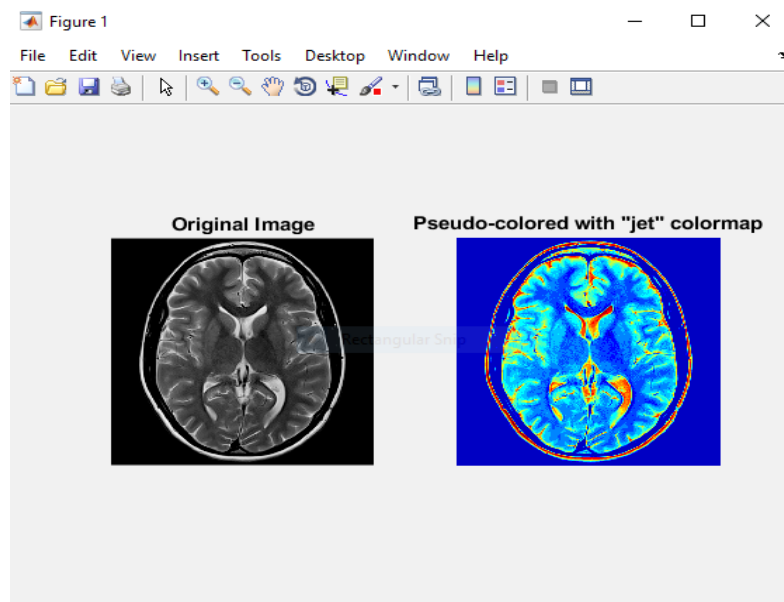 Figure 1
File Edit View Insert Tools Desktop Window Help
Original Image
Pseudo-colored with "jet" colormap
Rectangular Snip